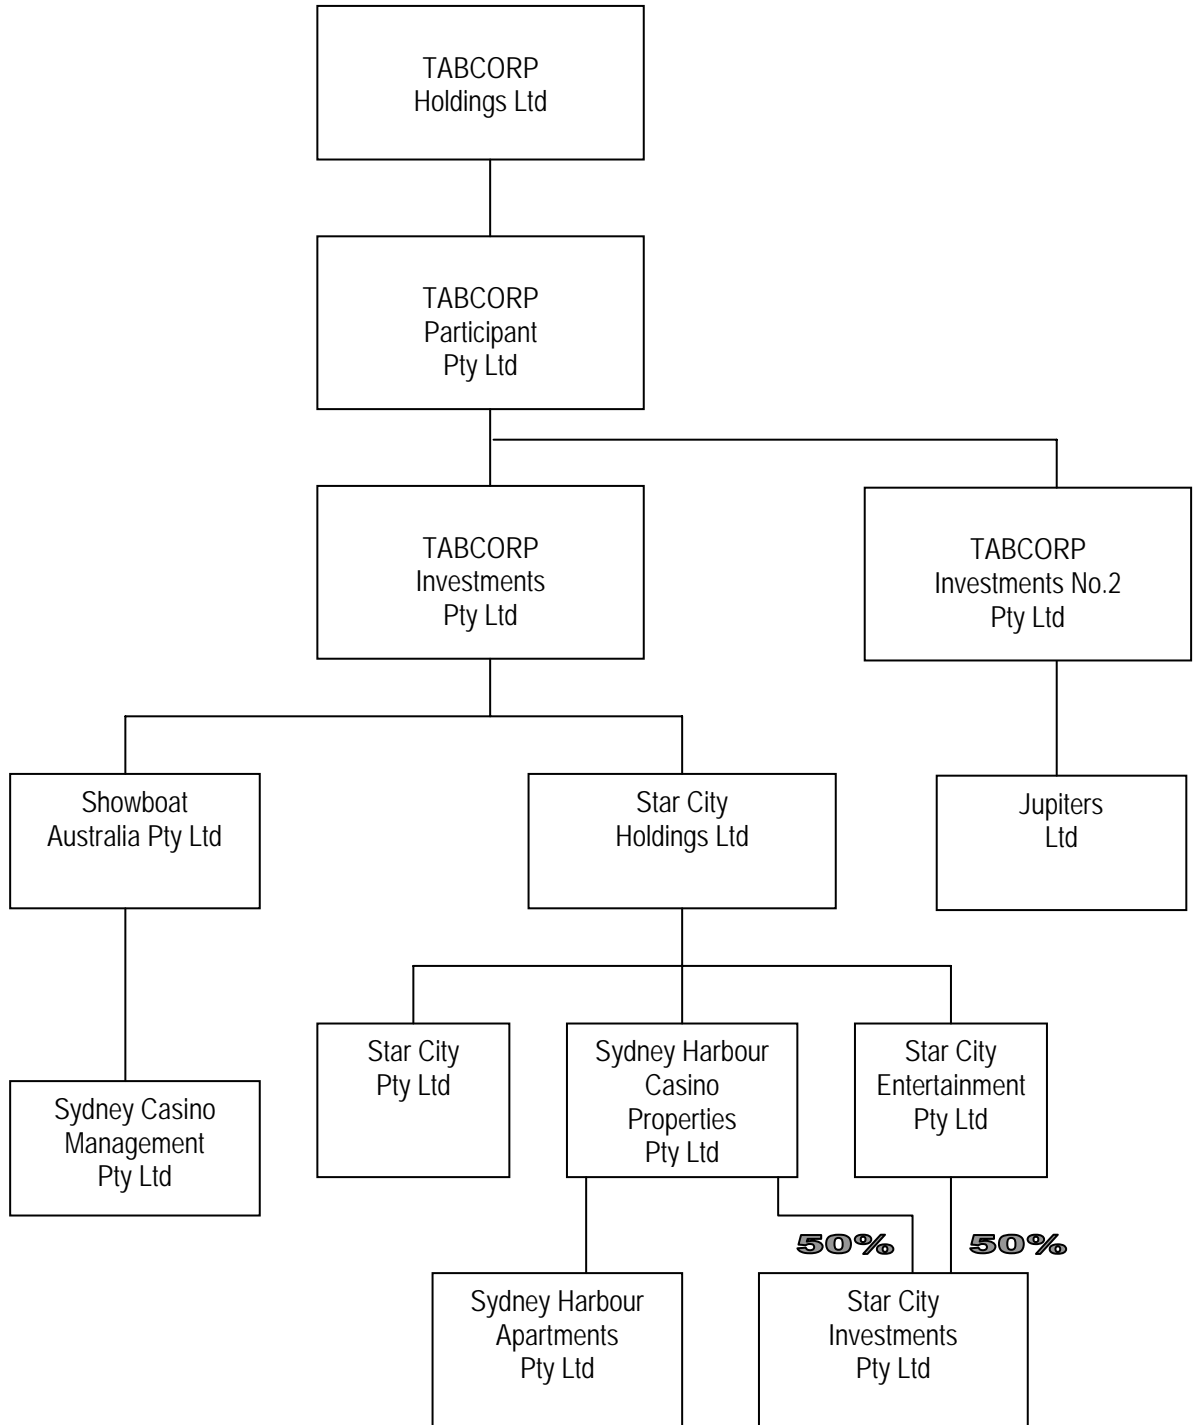 TABCORP
Holdings Ltd
TABCORP
Participant
Pty Ltd
TABCORP
Investments
Pty Ltd
TABCORP
Investments No.2
Pty Ltd
Showboat
Australia Pty Ltd
Star City
Holdings Ltd
Jupiters
Ltd
Star City
Pty Ltd
Sydney Harbour
Casino
Properties
Pty Ltd
Star City
Entertainment
Pty Ltd
Sydney Casino
Management
Pty Ltd
50%
50%
Sydney Harbour
Apartments
Pty Ltd
Star City
Investments
Pty Ltd